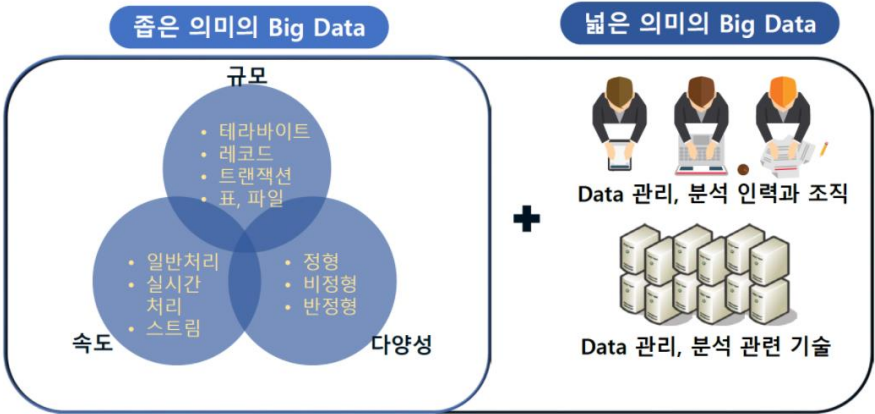 좁은 의미의 Big Data
넓은 의미의 Big Data
규모
• 테라바이트
• 레코드
• 트랜잭션
• 표, 파일
• 일반처리
• 실시간
처리
• 스트림
속도
• 정형
• 비정형
• 반정형
다양성
+
Data 관리, 분석 인력과 조직
Data 관리, 분석 관련 기술